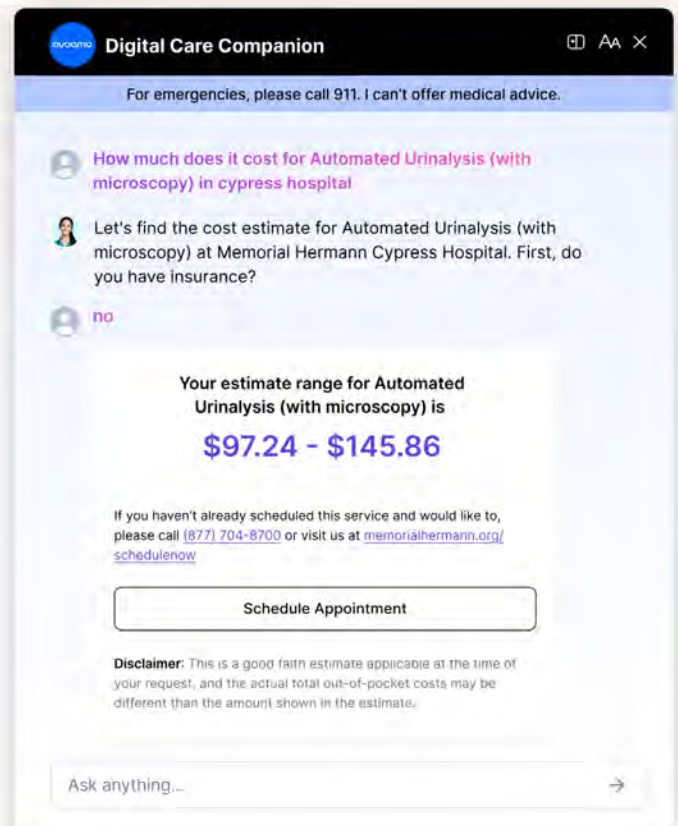 avaamo
Digital Care Companion
AA
For emergencies, please call 911. I can't offer medical advice.
How much does it cost for Automated Urinalysis (with
microscopy) in cypress hospital
Let's find the cost estimate for Automated Urinalysis (with
microscopy) at Memorial Hermann Cypress Hospital. First, do
you have insurance?
no
Your estimate range for Automated
Urinalysis (with microscopy) is
$97.24 - $145.86
If you haven't already scheduled this service and would like to,
please call (877) 704-8700 or visit us at memorialhermann.org/
schedulenow
Schedule Appointment
Disclaimer: This is a good faith estimate applicable at the time of
your request, and the actual total out-of-pocket costs may be
different than the amount shown in the estimate.
Ask anything...